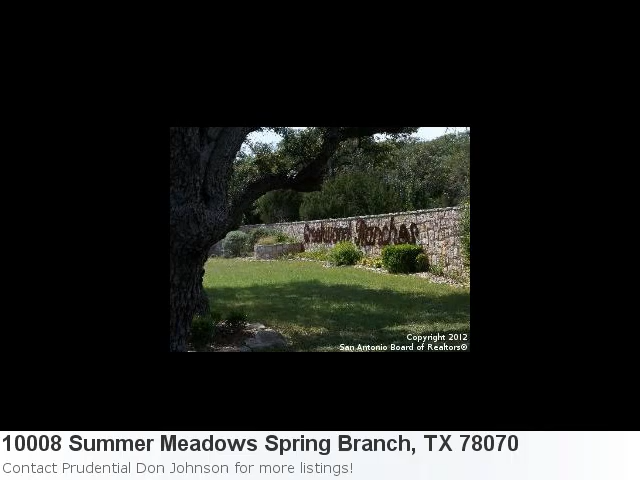 Ranches
Copyright 2012
San Antonio Board of Realtors®
10008 Summer Meadows Spring Branch, TX 78070
Contact Prudential Don Johnson for more listings!